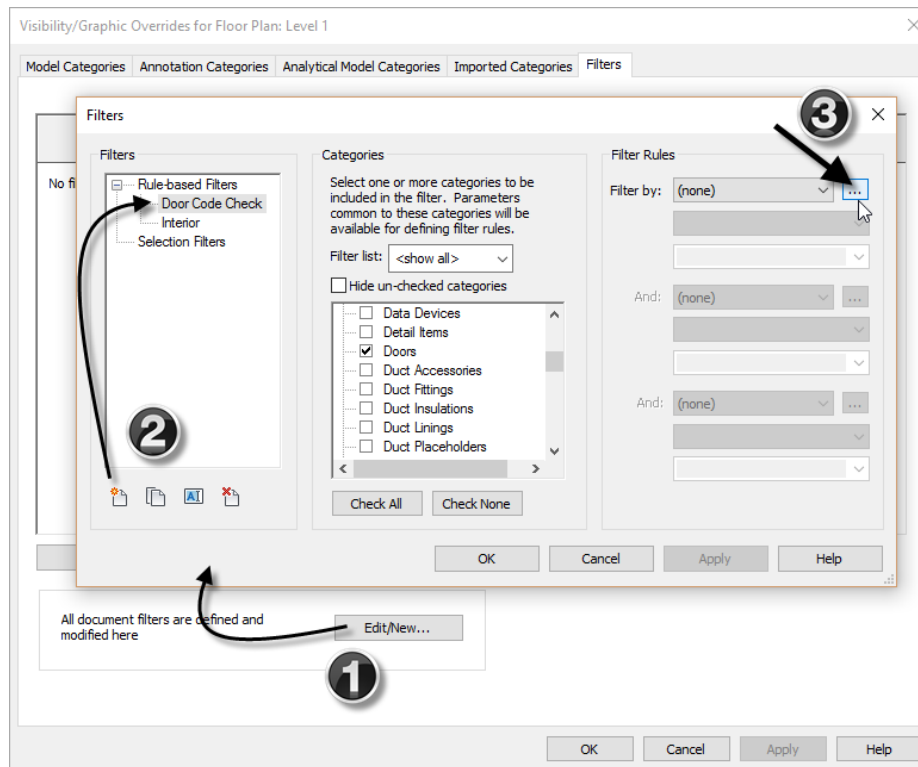 Visibility/Graphic Overrides for Floor Plan: Level 1
Model Categories
Annotation Categories
Analytical Model Categories
Imported Categories
Filters
3
Filters
No fi
Filters
Rule-based Filters
Door Code Check
Interior
Selection Filters
2
Categories
Select one or more categories to be
included in the filter. Parameters
common to these categories will be
available for defining filter rules.
Filter list: <show all>
Hide un-checked categories
Data Devices
Detail Items
Doors
Duct Accessories
Duct Fittings
Duct Insulations
Duct Linings
Duct Placeholders
Check All
Check None
Filter Rules
Filter by: (none) ...
And: (none) ...
And: (none) ...
OK
Cancel
Apply
Help
All document filters are defined and
modified here
Edit/New...
1
OK
Cancel
Apply
Help